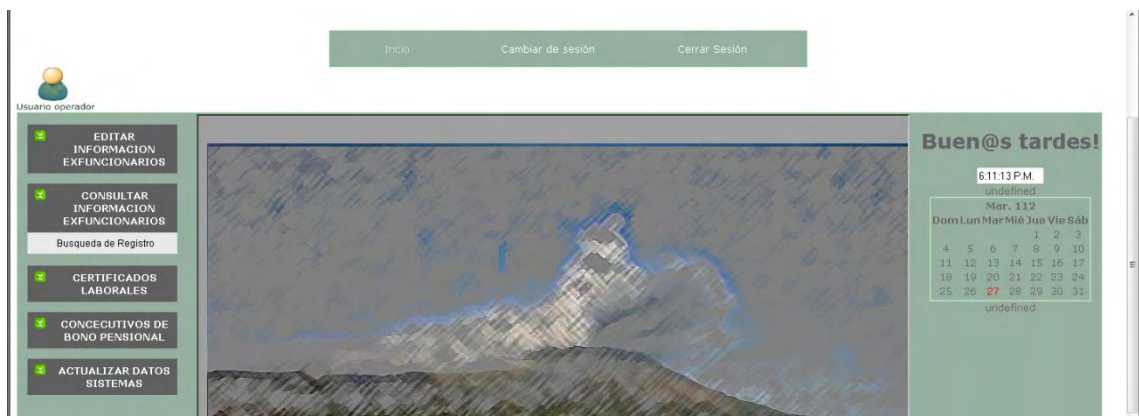 Incio Cambiar de sesión Cerrar Sesión
Usuario operador
EDITAR
INFORMACION
EXFUNCIONARIOS
CONSULTAR
INFORMACION
EXFUNCIONARIOS
Busqueda de Registro
CERTIFICADOS
LABORALES
CONCECUTIVOS DE
BONO PENSIONAL
ACTUALIZAR DATOS
SISTEMAS
Buen@s tardes!
6:11:13 P.M.
undefined
Mar. 112
Dom Lun Mar Mié Jue Vie Sáb
1 2 3
4 5 6 7 8 9 10
11 12 13 14 15 16 17
18 19 20 21 22 23 24
25 26 27 28 29 30 31
undefined